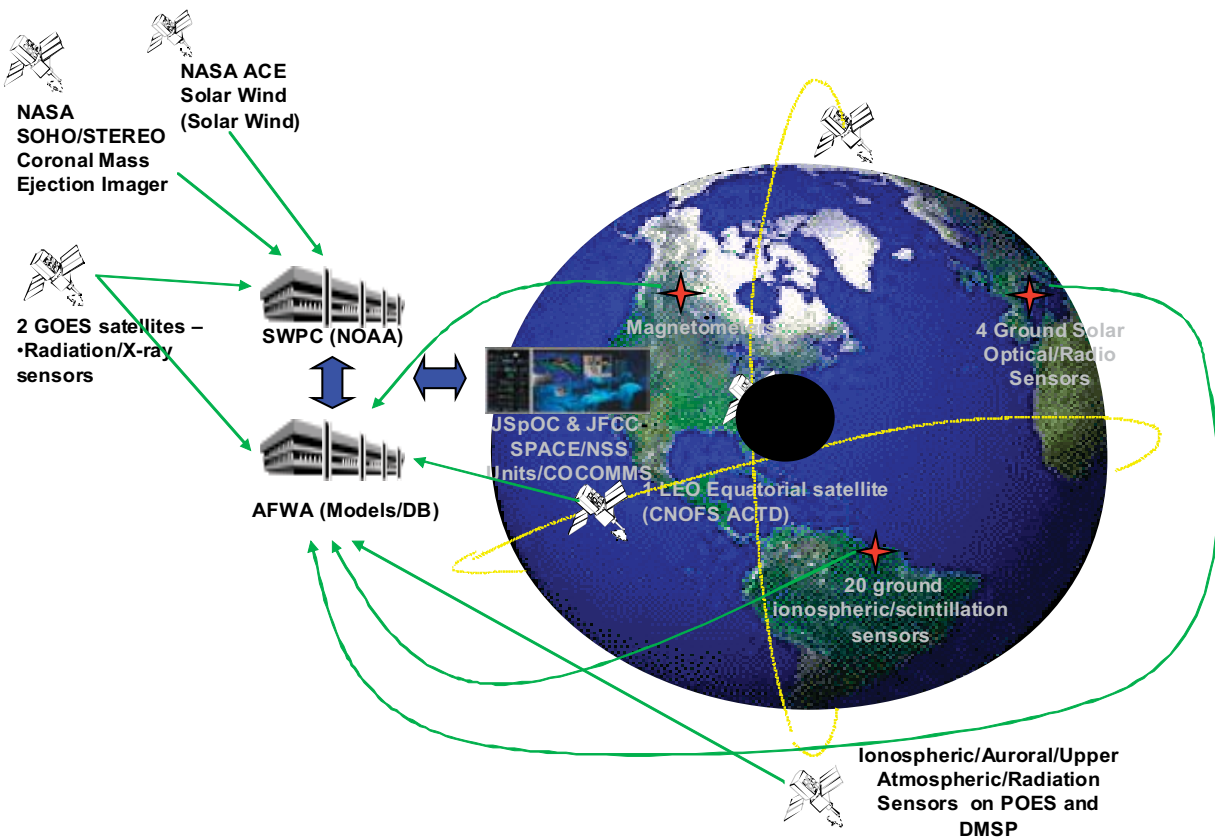 NASA ACE
Solar Wind
(Solar Wind)
NASA
SOHO/STEREO
Coronal Mass
Ejection Imager
2 GOES satellites –
•Radiation/X-ray
sensors
SWPC (NOAA)
AFWA (Models/DB)
JSpOC & JFCC
SPACE/NSS
Units/COCOMMS
Magnetometers
4 Ground Solar
Optical/Radio
Sensors
1 LEO Equatorial satellite
(CNOFS ACTD)
20 ground
ionospheric/scintillation
sensors
Ionospheric/Auroral/Upper
Atmospheric/Radiation
Sensors on POES and
DMSP